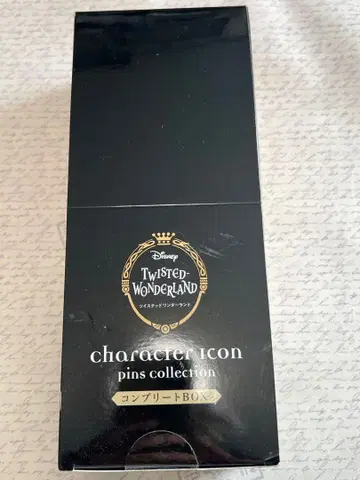 Disney
TWISTED-
WONDERLAND
ツイステッドワンダーランド
character icon
pins collection
コンプリートBOX